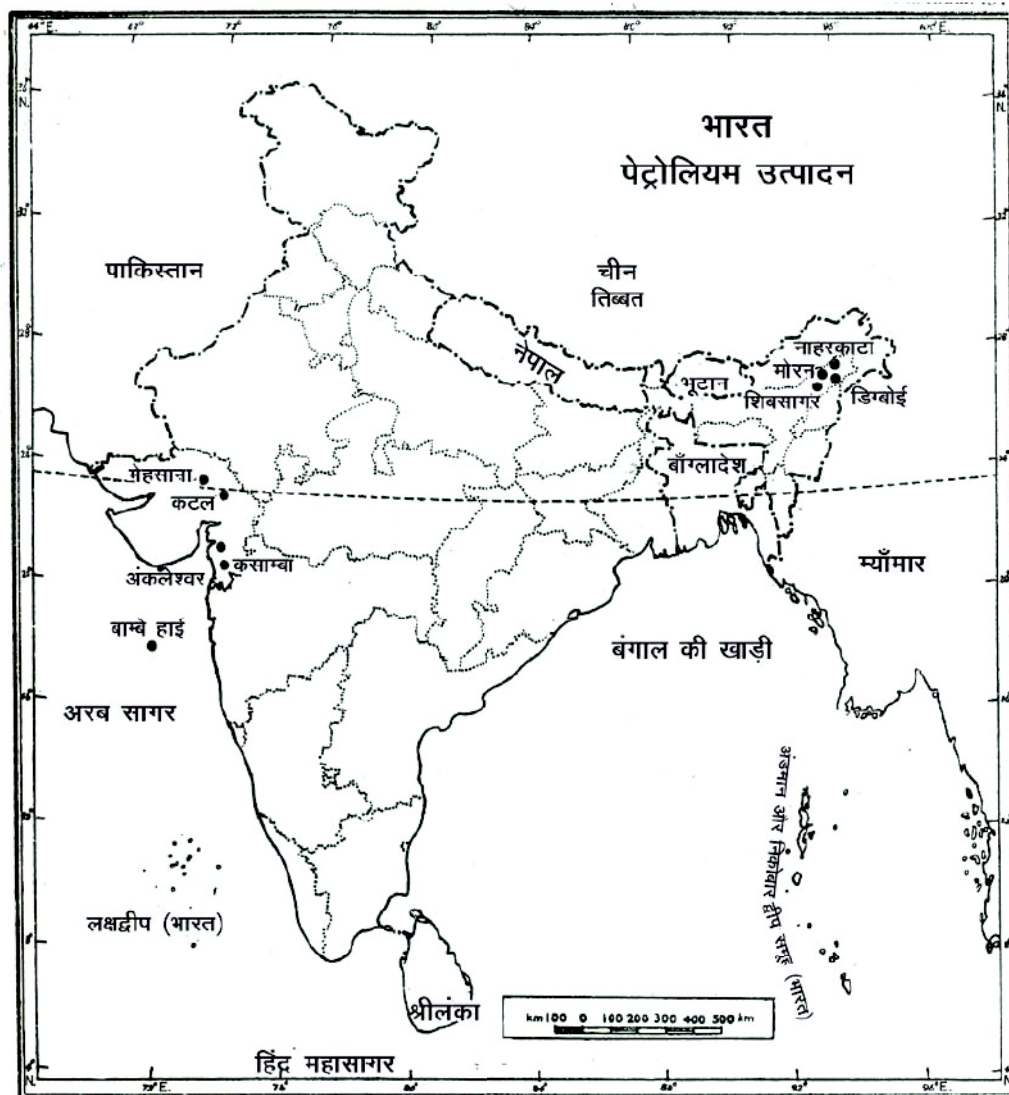 भारत
पेट्रोलियम उत्पादन
पाकिस्तान
चीन
तिब्बत
नेपाल
भूटान
नाहरकाटा
मोरन
शिबसागर
डिग्बोई
बाँग्लादेश
मेहसाना
कटल
अंकलेश्वर
कसाम्बा
बाम्बे हाई
म्याँमार
बंगाल की खाड़ी
अरब सागर
अंडमान और निकोबार द्वीप समूह (भारत)
लक्षद्वीप (भारत)
श्रीलंका
km 100 0 100 200 300 400 500 km
हिंद महासागर